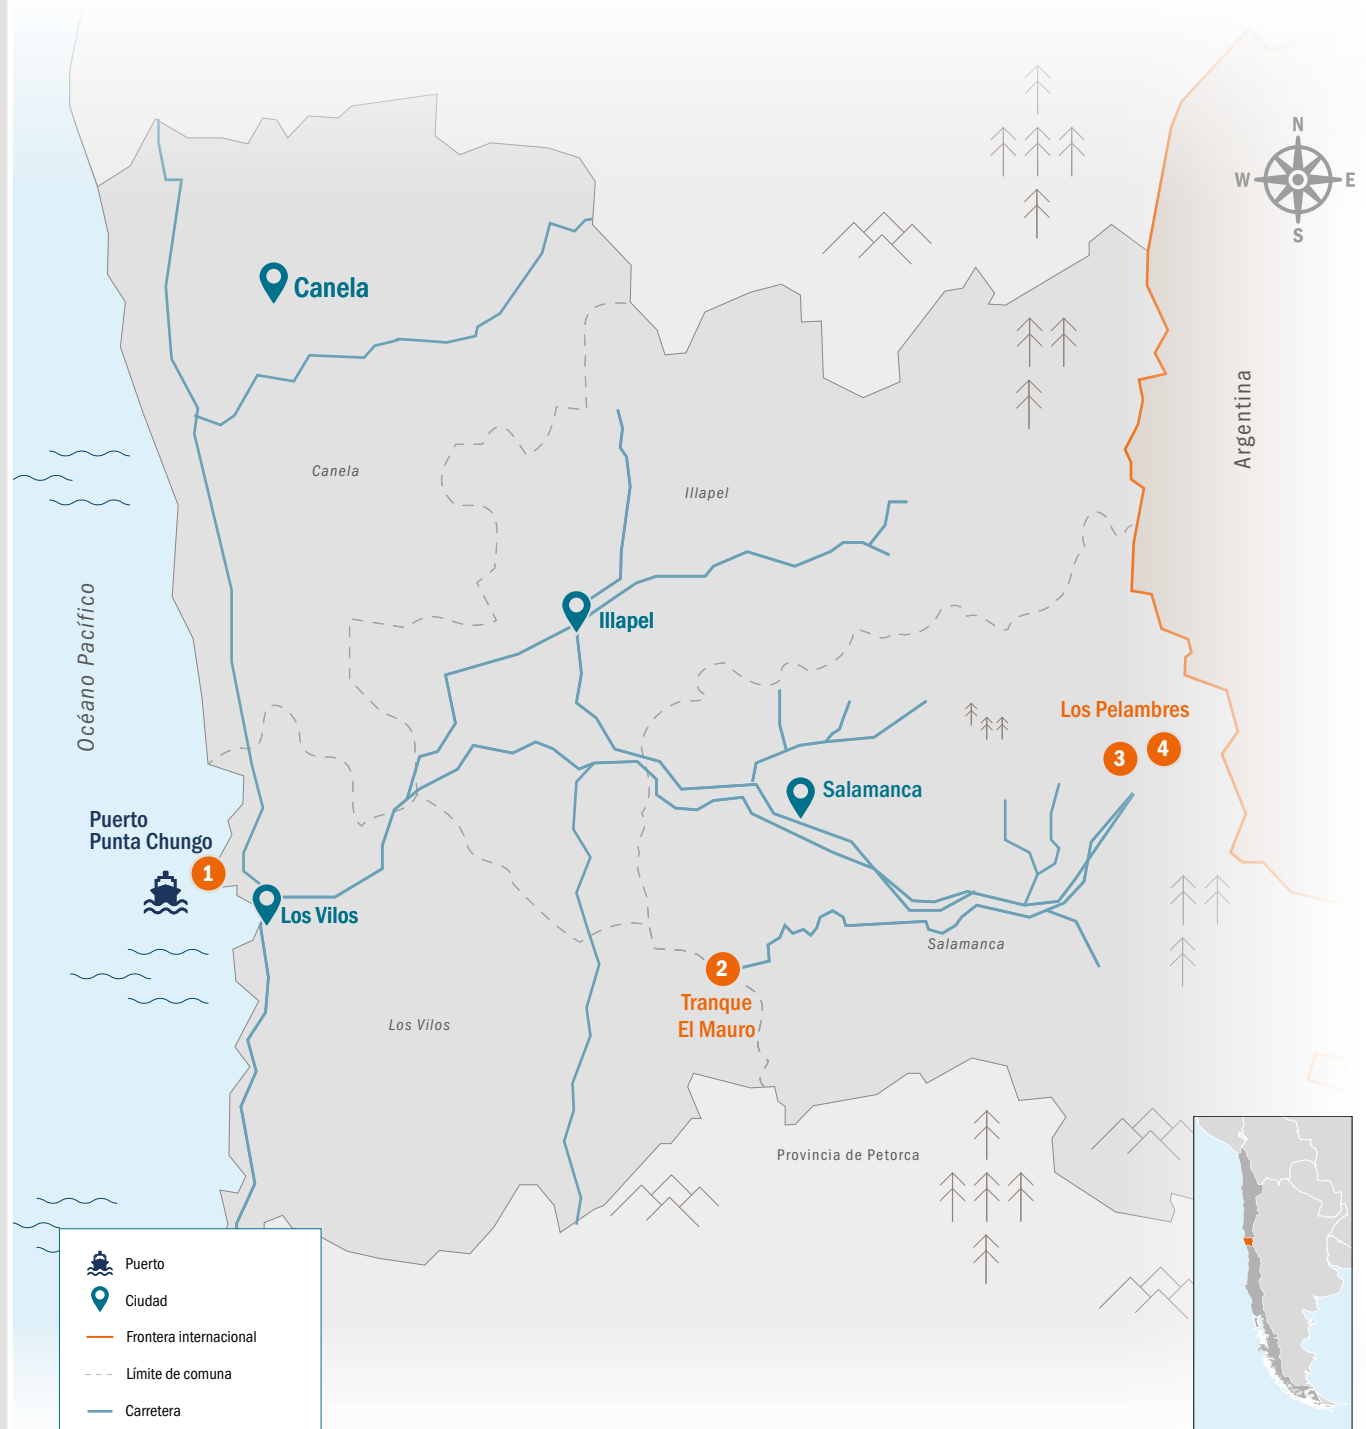 N
W
E
S
Canela
Argentina
Canela
Illapel
Océano Pacífico
Illapel
Los Pelambres
3
4
Salamanca
Puerto
Punta Chungo
1
Los Vilos
Salamanca
2
Tranque
El Mauro
Los Vilos
Provincia de Petorca
Puerto
Ciudad
Frontera internacional
Límite de comuna
Carretera